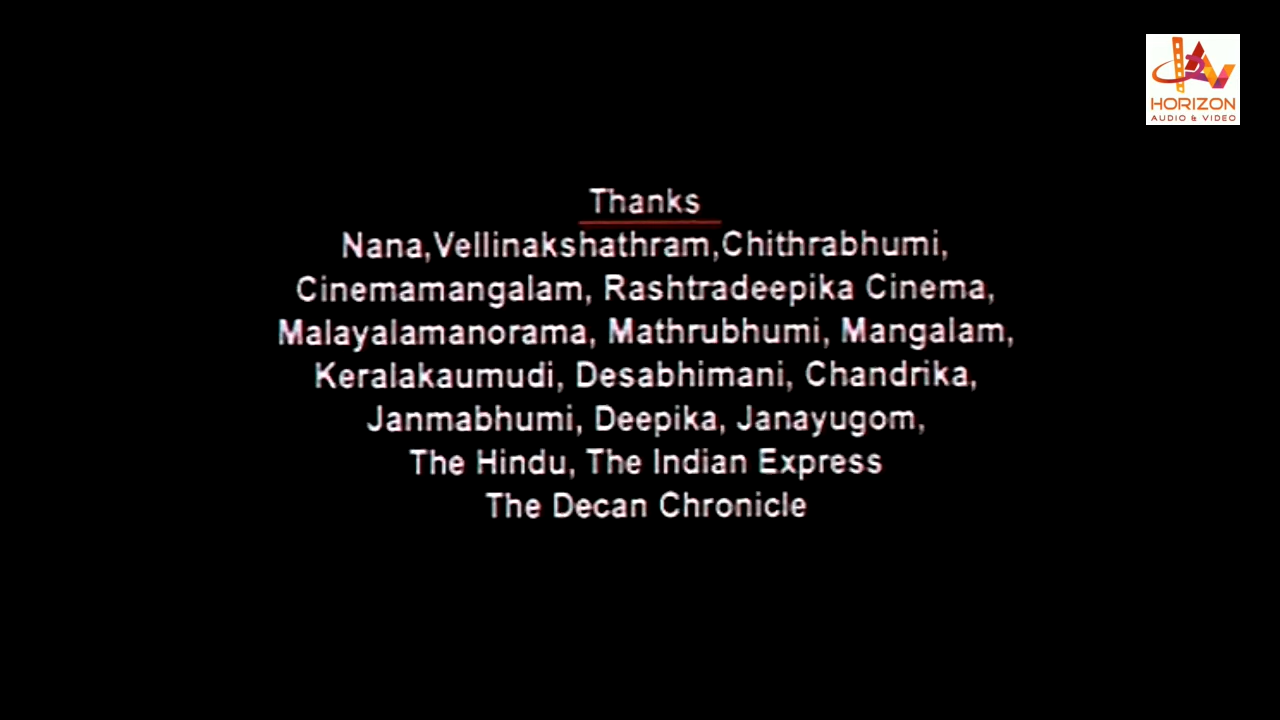 HORIZON
AUDIO & VIDEO
Thanks
Nana,Vellinakshathram,Chithrabhumi,
Cinemamangalam, Rashtradeepika Cinema,
Malayalamanorama, Mathrubhumi, Mangalam,
Keralakaumudi, Desabhimani, Chandrika,
Janmabhumi, Deepika, Janayugom,
The Hindu, The Indian Express
The Decan Chronicle